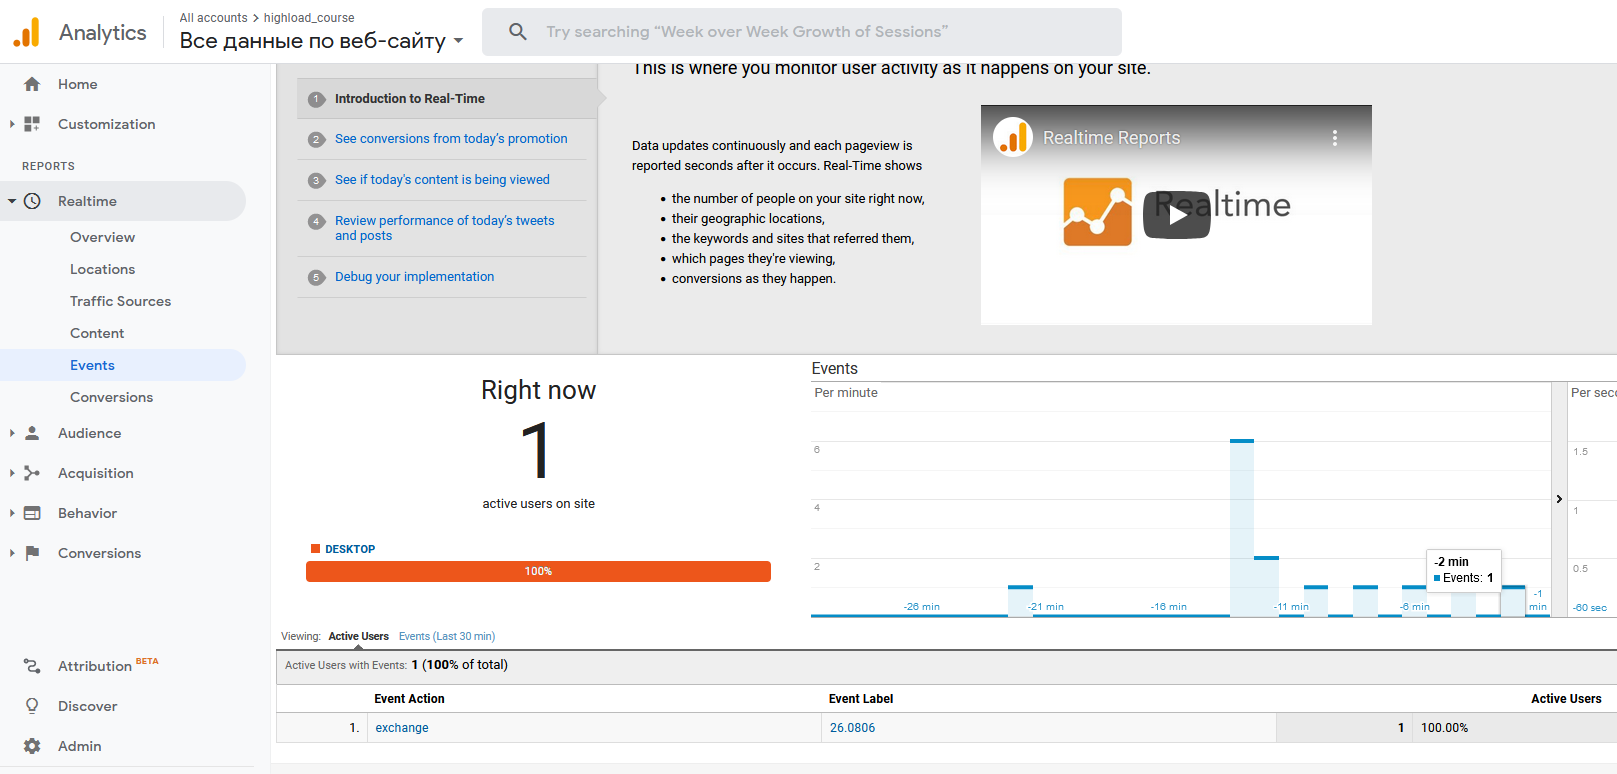 Analytics
All accounts > highload_course
Все данные по веб-сайту
Try searching “Week over Week Growth of Sessions”
Home
Customization
REPORTS
Realtime
Overview
Locations
Traffic Sources
Content
Events
Conversions
Audience
Acquisition
Behavior
Conversions
Attribution BETA
Discover
Admin
1 Introduction to Real-Time
2 See conversions from today’s promotion
3 See if today's content is being viewed
4 Review performance of today’s tweets
and posts
5 Debug your implementation
This is where you monitor user activity as it happens on your site.
Data updates continuously and each pageview is
reported seconds after it occurs. Real-Time shows
• the number of people on your site right now,
• their geographic locations,
• the keywords and sites that referred them,
• which pages they're viewing,
• conversions as they happen.
Realtime Reports
Realtime
Right now
1
active users on site
DESKTOP
100%
Events
Per minute
6
4
2
-26 min
-21 min
-16 min
-11 min
-6 min
-1
min
-2 min
Events: 1
Per seco
1.5
1
0.5
-60 sec
Viewing: Active Users Events (Last 30 min)
Active Users with Events: 1 (100% of total)
Event Action Event Label Active Users
1. exchange 26.0806 1 100.00%